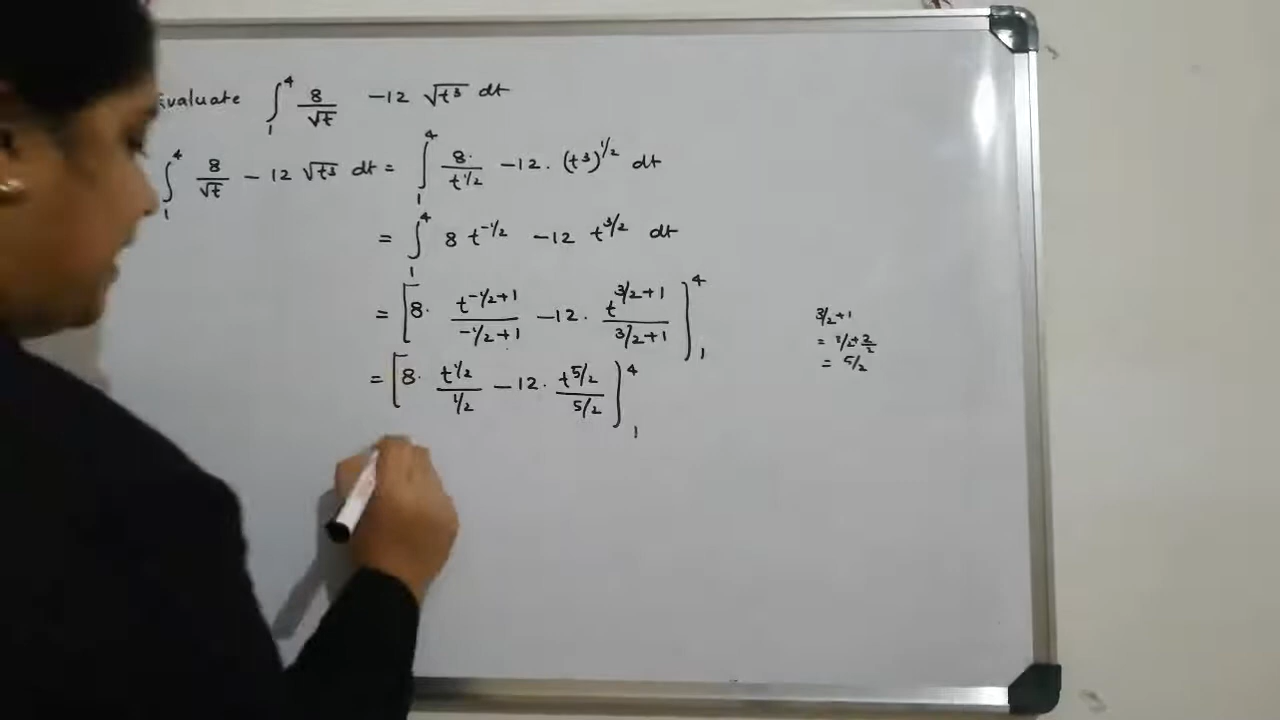 Evaluate ∫₁⁴ 8/√t −12 √t³ dt
∫₁⁴ 8/√t − 12 √t³ dt = ∫₁⁴ 8/t^1/2 −12 · (t³)^1/2 dt
= ∫₁⁴ 8 t^-1/2 −12 t^3/2 dt
= [8 · t^-1/2+1 / -1/2+1 −12 · t^3/2+1 / 3/2+1]₁⁴
= [8 · t^1/2 / 1/2 −12 · t^5/2 / 5/2]₁⁴
3/2+1
= 3/2+2/2
= 5/2